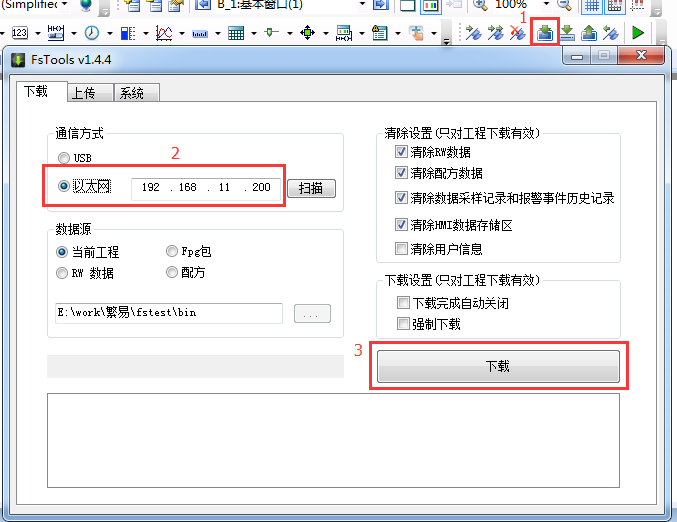 (Simplifie
B_1:基本窗口(1)
100%
1
123
FsTools v1.4.4
下载 上传 系统
通信方式
2
USB
以太网 192 . 168 . 11 . 200 扫描
数据源
当前工程 Fpg包
RW 数据 配方
E:\work\繁易\fstest\bin ...
清除设置(只对工程下载有效)
清除RW数据
清除配方数据
清除数据采样记录和报警事件历史记录
清除HMI数据存储区
清除用户信息
下载设置(只对工程下载有效)
下载完成自动关闭
强制下载
3
下载